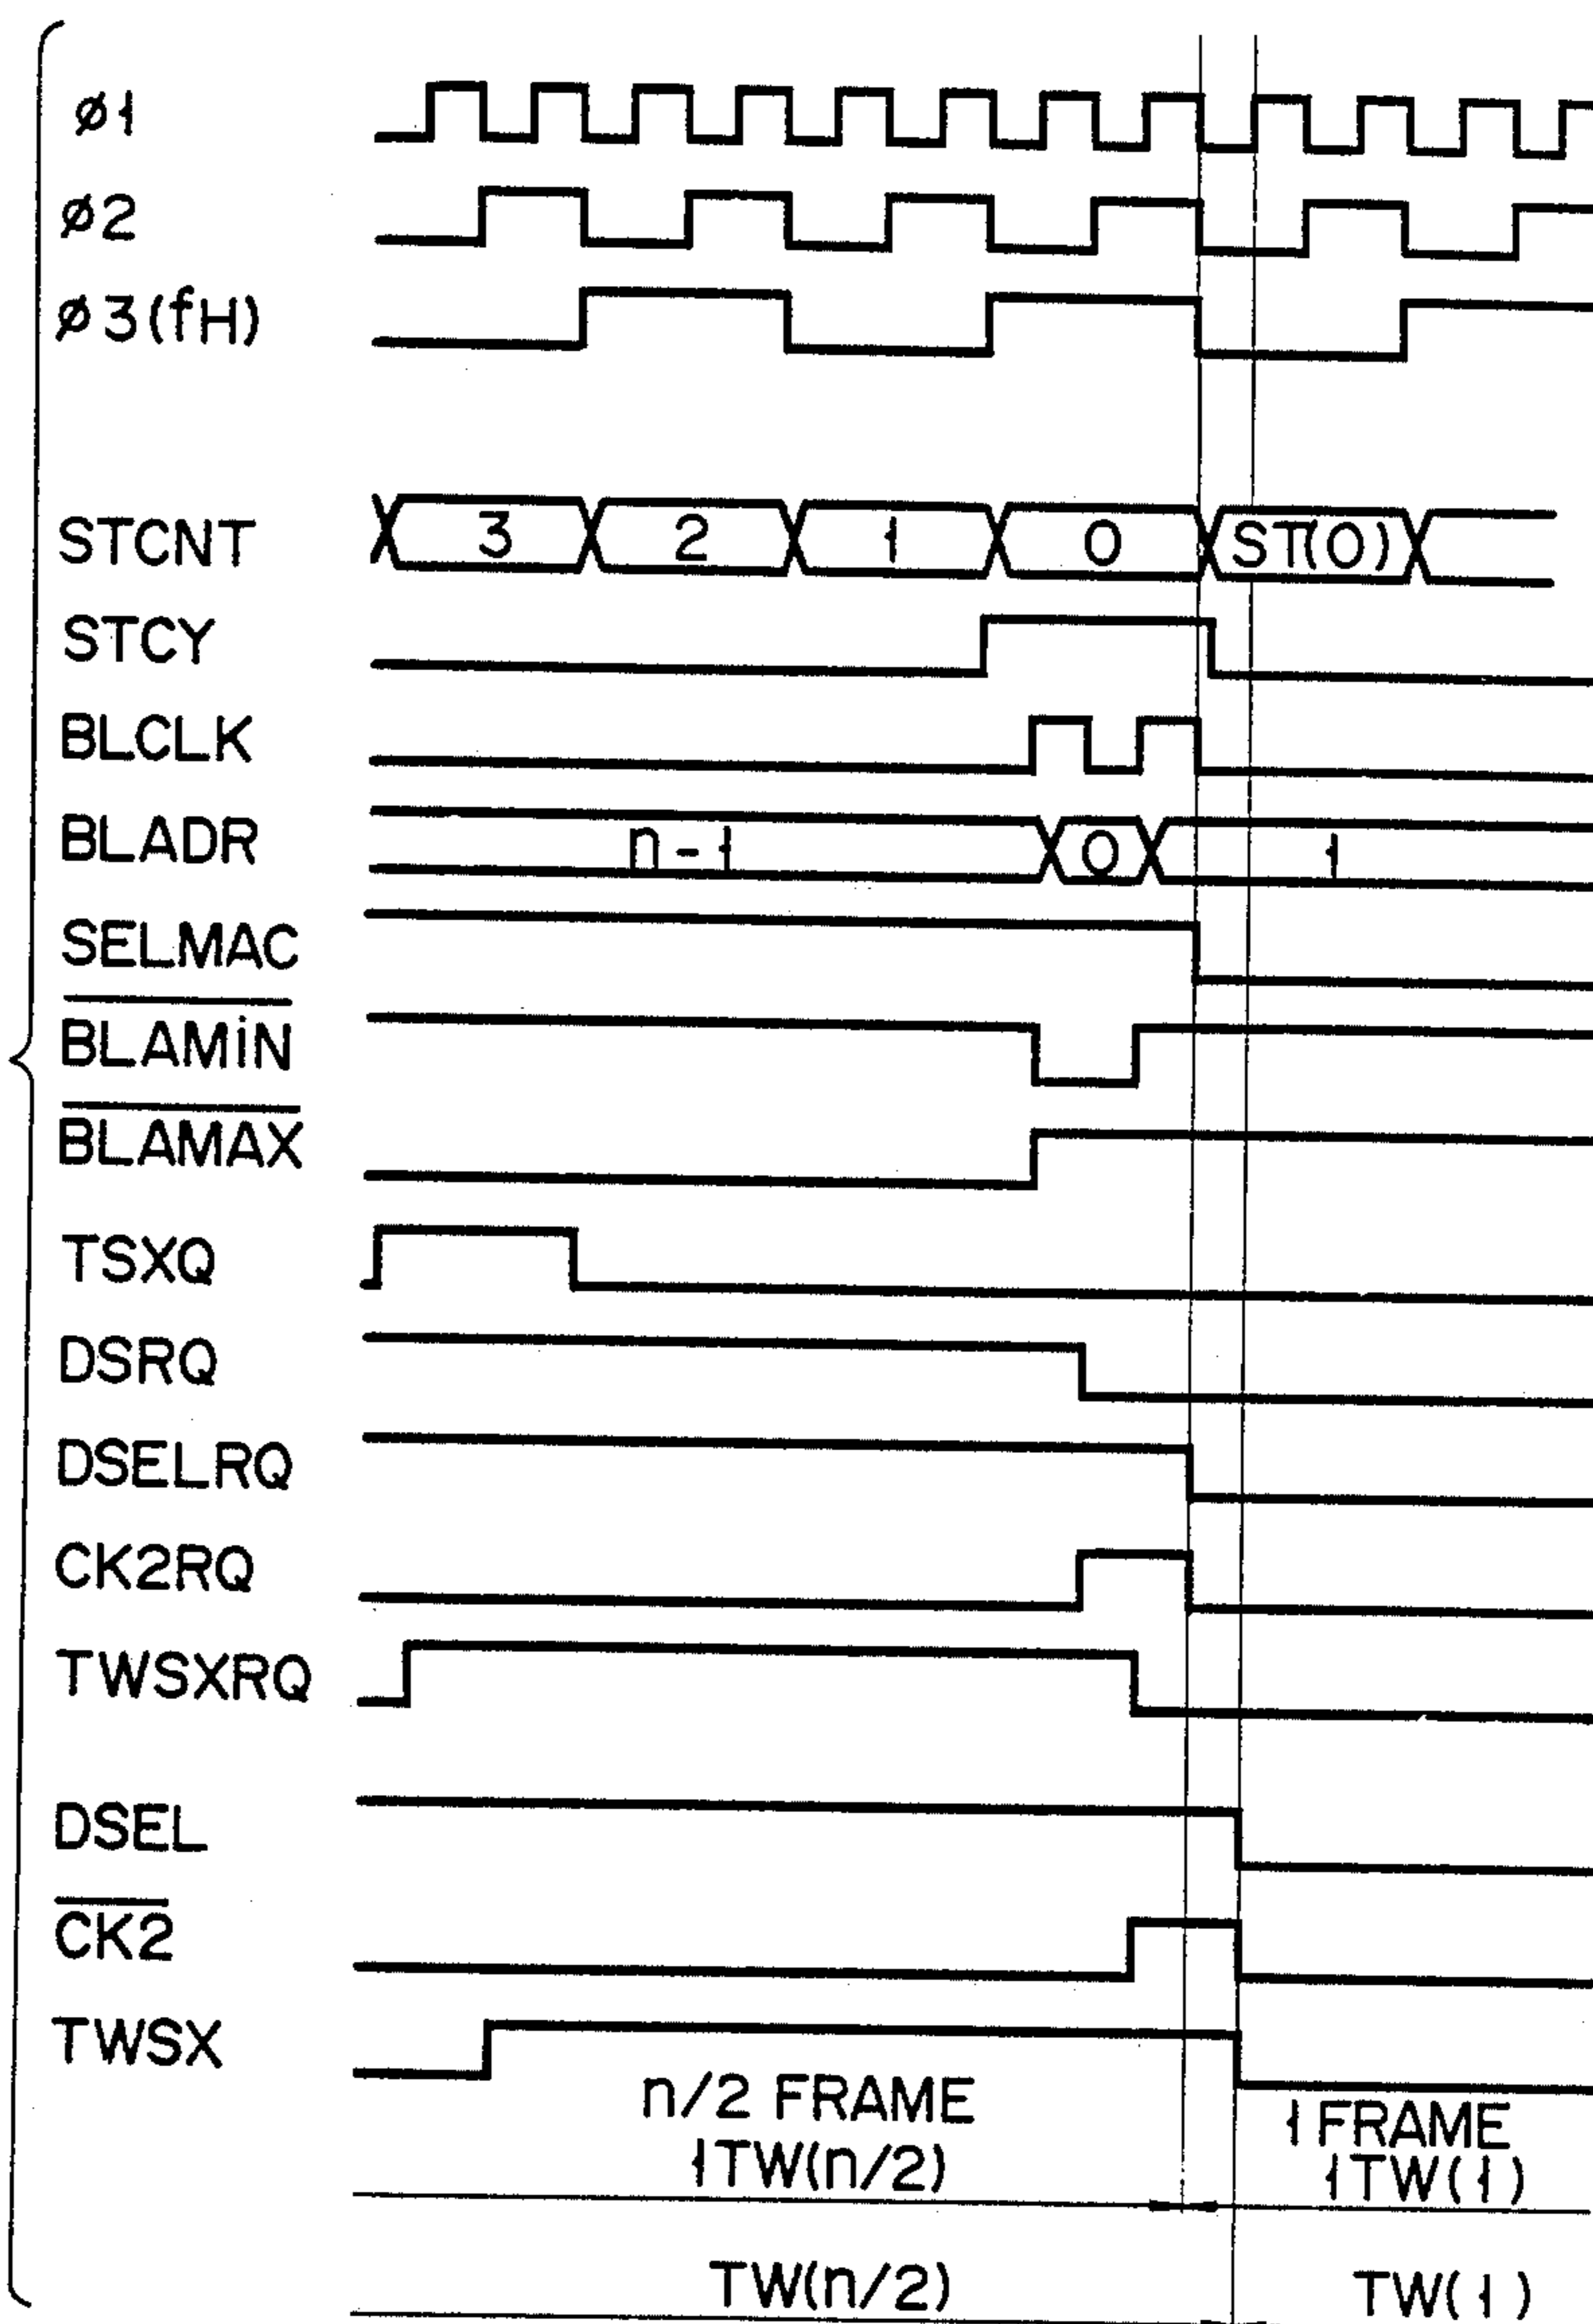 ø1
ø2
ø3(fH)
STCNT 3 2 1 0 ST(0)
STCY
BLCLK
BLADR n-1 0 1
SELMAC
BLAMiN
BLAMAX
TSXQ
DSRQ
DSELRQ
CK2RQ
TWSXRQ
DSEL
CK2
TWSX
n/2 FRAME 1 FRAME
1TW(n/2) 1TW(1)
TW(n/2) TW(1)